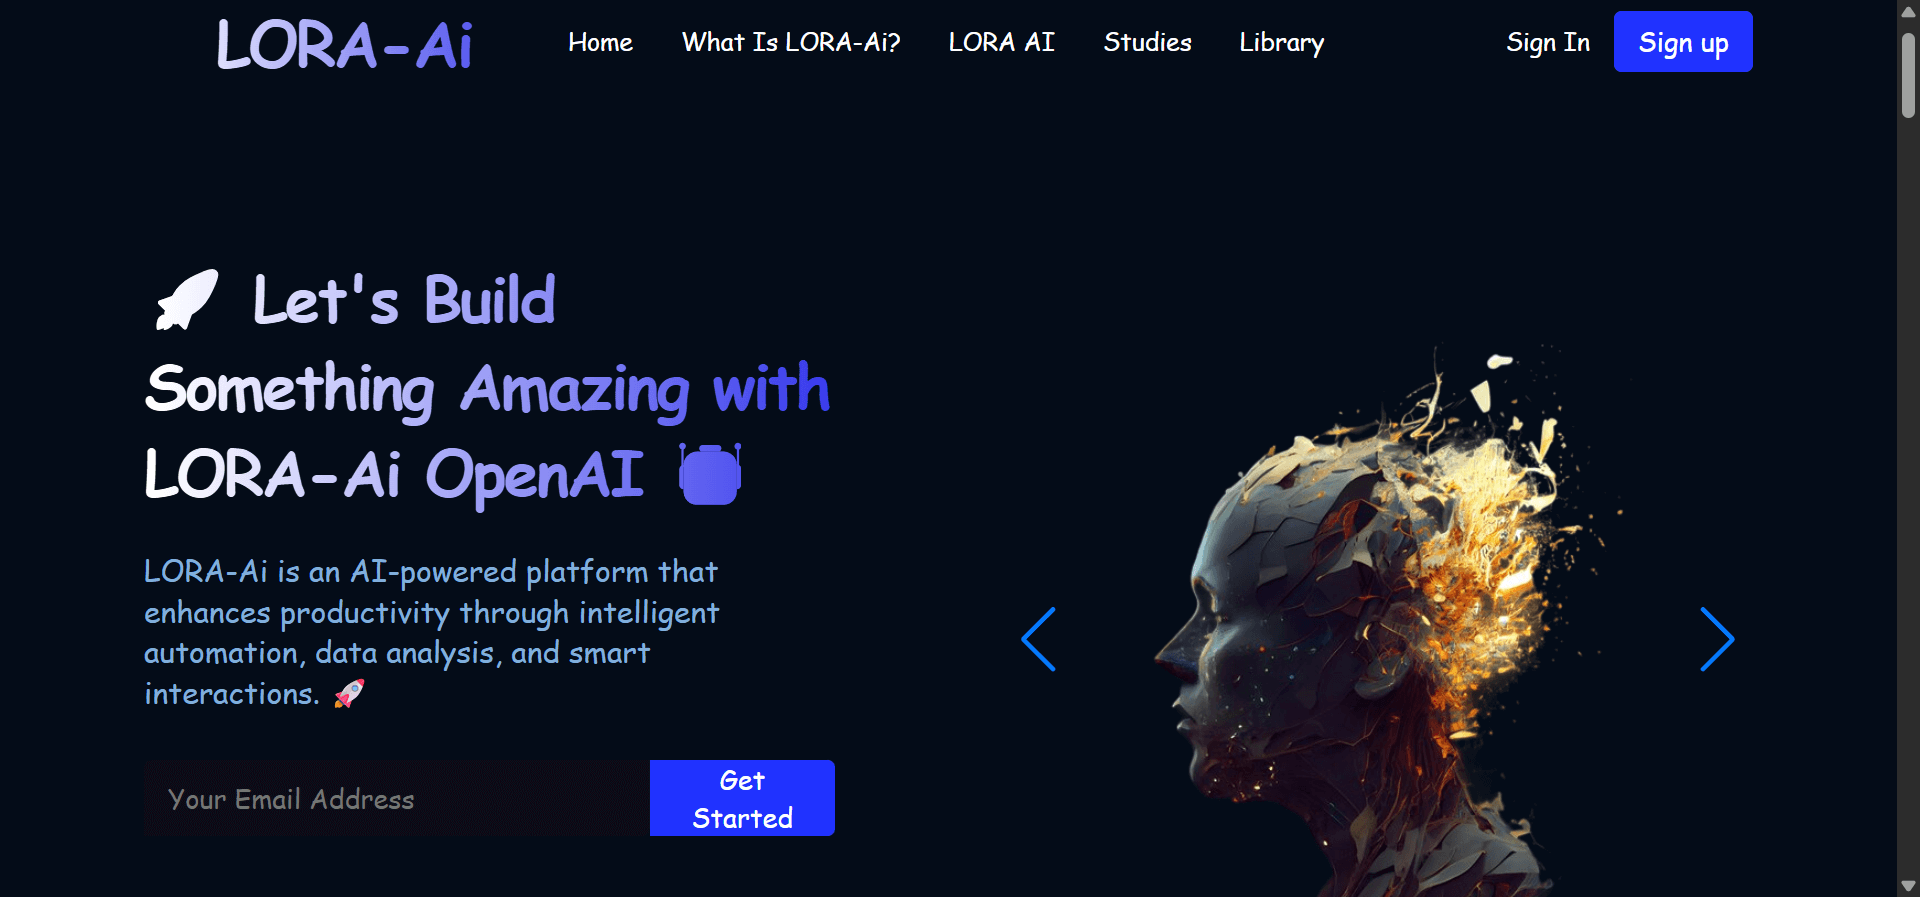 LORA-Ai
Home
What Is LORA-Ai?
LORA AI
Studies
Library
Sign In
Sign up
🚀 Let's Build
Something Amazing with
LORA-Ai OpenAI 🤖
LORA-Ai is an AI-powered platform that
enhances productivity through intelligent
automation, data analysis, and smart
interactions. 🚀
Your Email Address
Get
Started